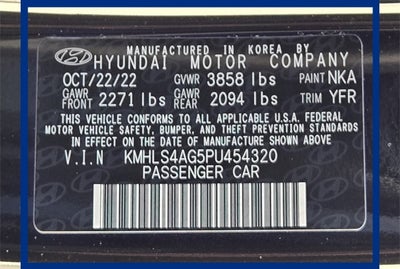 MANUFACTURED IN KOREA BY
HYUNDAI MOTOR COMPANY
OCT/22/22 GVWR 3858 lbs PAINT NKA
GAWR FRONT 2271 lbs GAWR REAR 2094 lbs TRIM YFR
THIS VEHICLE CONFORMS TO ALL APPLICABLE U.S.A. FEDERAL
MOTOR VEHICLE SAFETY, BUMPER, AND THEFT PREVENTION
STANDARDS IN EFFECT ON THE DATE OF MANUFACTURE SHOWN ABOVE.
V.I.N KMHLS4AG5PU454320
PASSENGER CAR